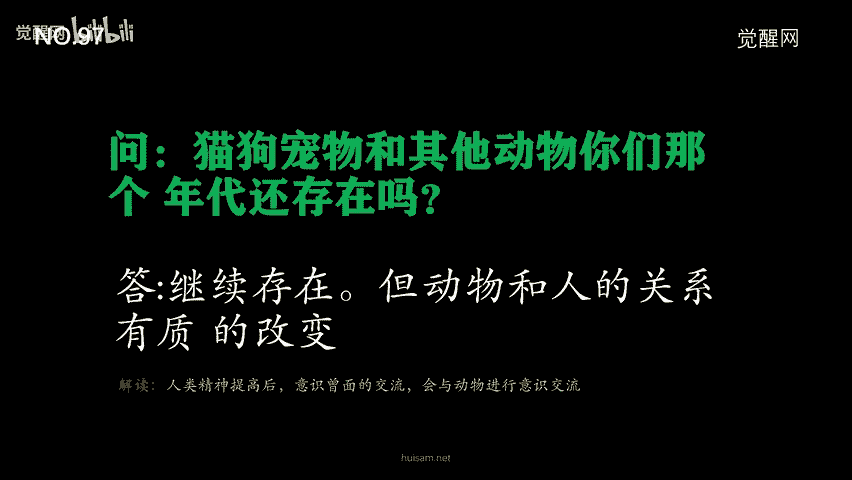 觉醒网 bilibili
NO.97
觉醒网
问：猫狗宠物和其他动物你们那
个 年代还存在吗?
答:继续存在。但动物和人的关系
有质 的改变
解读：人类精神提高后，意识曾面的交流，会与动物进行意识交流
huisam.net